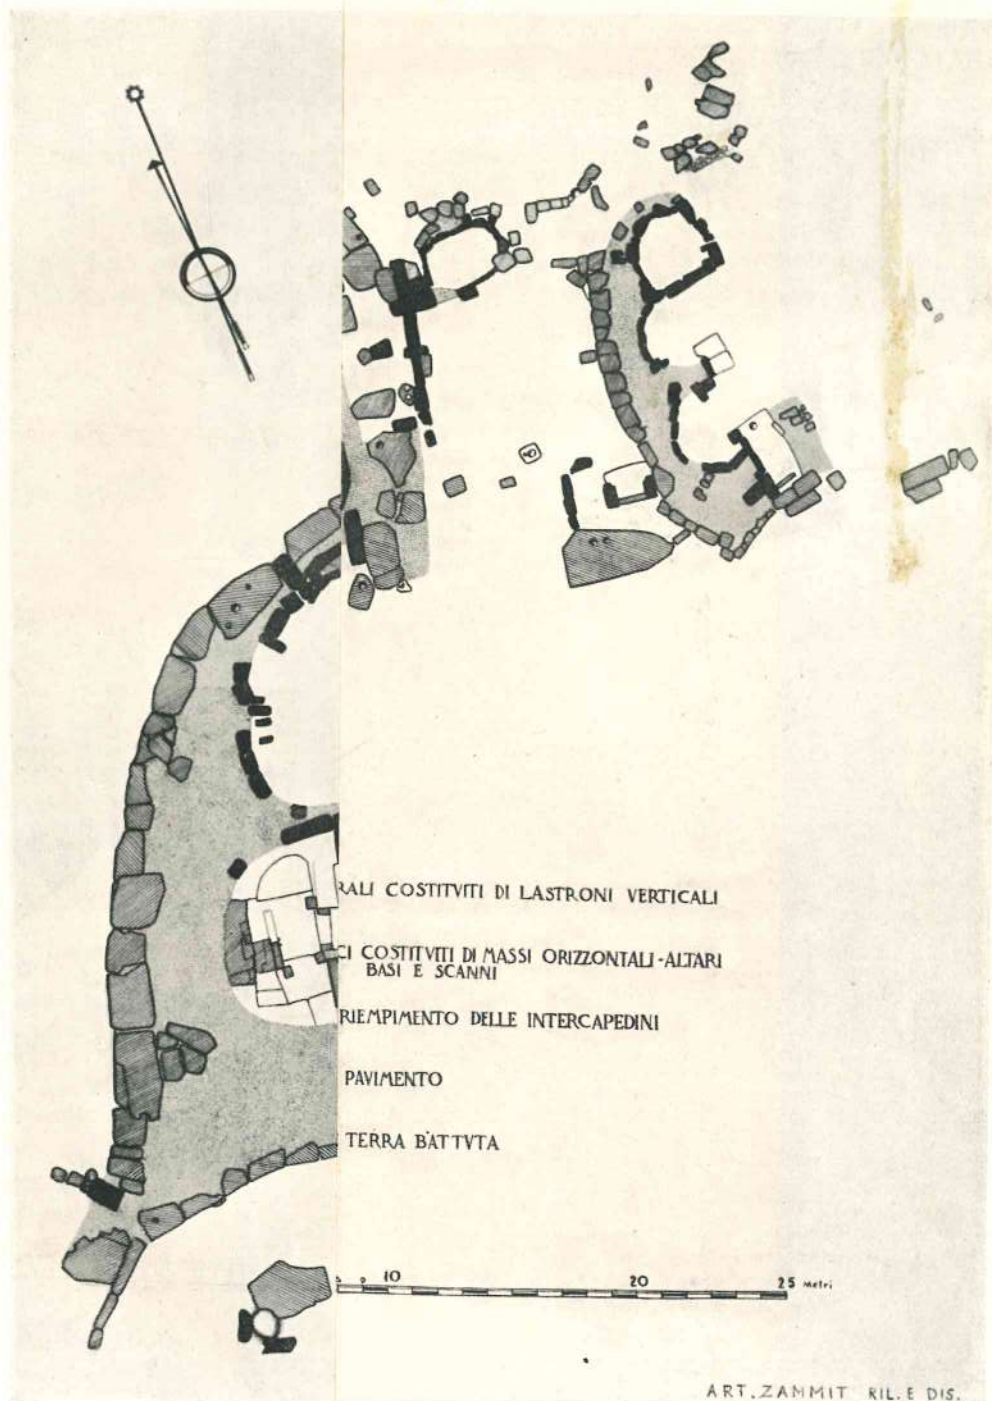 RALI COSTITVITI DI LASTRONI VERTICALI
CI COSTITVITI DI MASSI ORIZZONTALI-ALTARI
BASI E SCANNI
RIEMPIMENTO DELLE INTERCAPEDINI
PAVIMENTO
TERRA BATTVTA
10 20 25 Metri
ART. ZAMMIT RIL. E DIS.